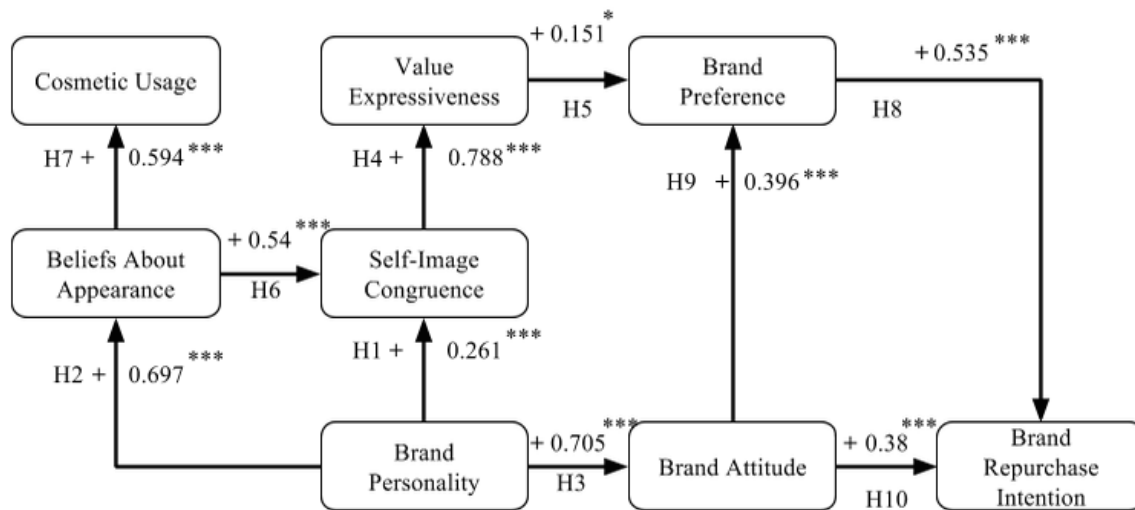 + 0.151 *
+ 0.535 ***
Cosmetic Usage
Value
Expressiveness
Brand
Preference
H5
H8
H7 + 0.594 ***
H4 + 0.788 ***
H9 + 0.396 ***
+ 0.54 ***
Beliefs About
Appearance
Self-Image
Congruence
H6
H2 + 0.697 ***
H1 + 0.261 ***
+ 0.705 ***
+ 0.38 ***
Brand
Personality
Brand Attitude
Brand
Repurchase
Intention
H3
H10